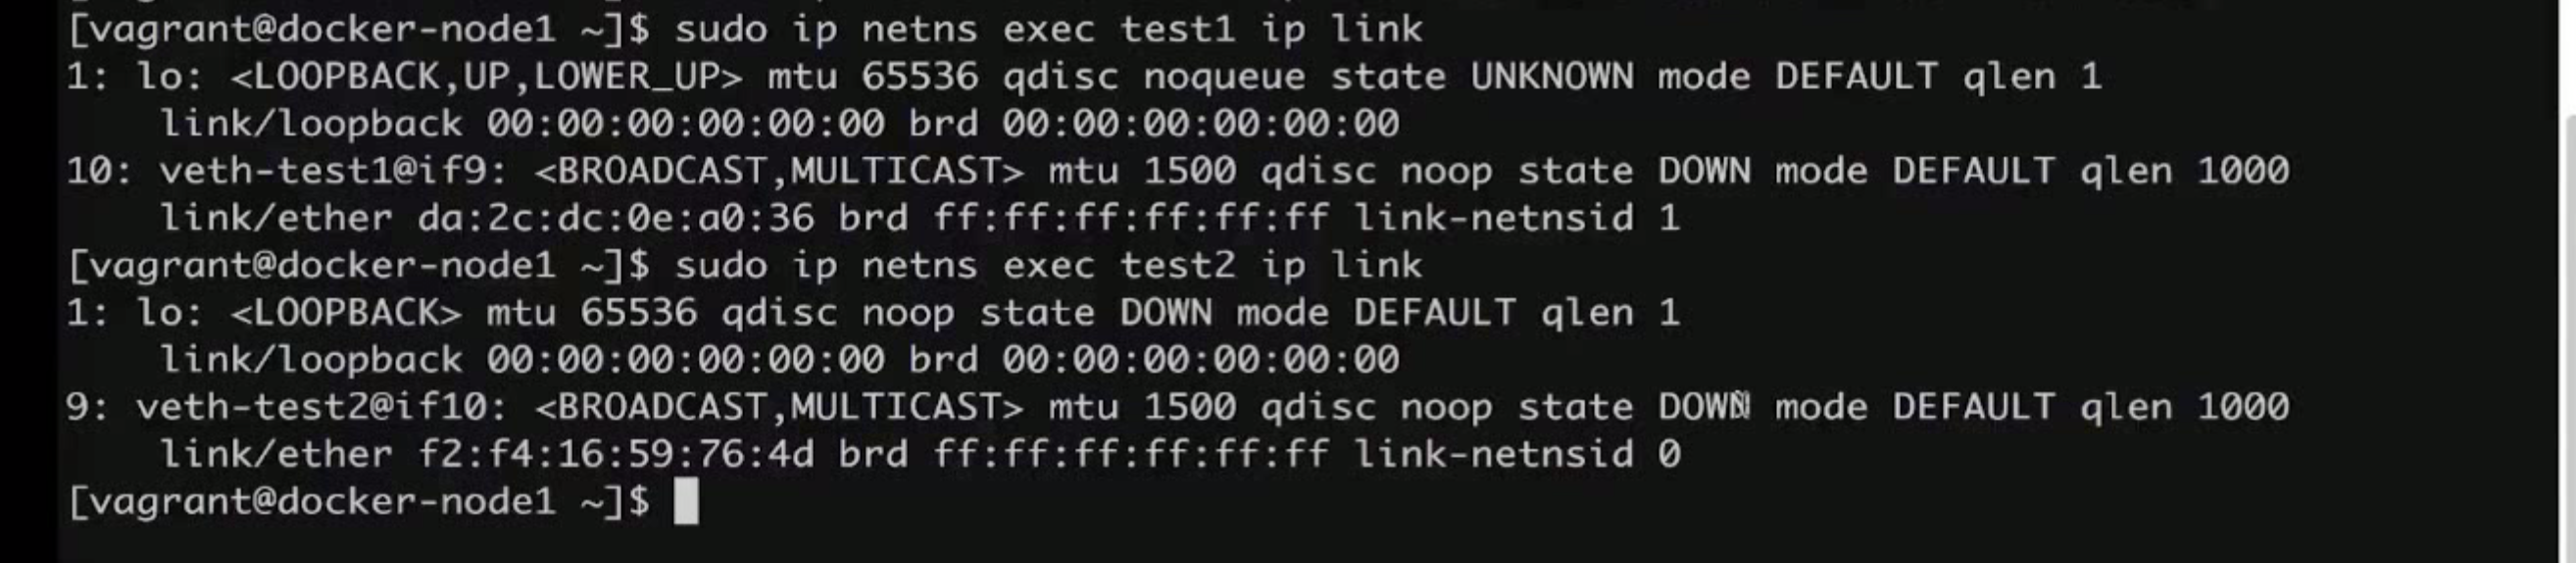 [vagrant@docker-node1 ~]$ sudo ip netns exec test1 ip link
1: lo: <LOOPBACK,UP,LOWER_UP> mtu 65536 qdisc noqueue state UNKNOWN mode DEFAULT qlen 1
    link/loopback 00:00:00:00:00:00 brd 00:00:00:00:00:00
10: veth-test1@if9: <BROADCAST,MULTICAST> mtu 1500 qdisc noop state DOWN mode DEFAULT qlen 1000
    link/ether da:2c:dc:0e:a0:36 brd ff:ff:ff:ff:ff:ff link-netnsid 1
[vagrant@docker-node1 ~]$ sudo ip netns exec test2 ip link
1: lo: <LOOPBACK> mtu 65536 qdisc noop state DOWN mode DEFAULT qlen 1
    link/loopback 00:00:00:00:00:00 brd 00:00:00:00:00:00
9: veth-test2@if10: <BROADCAST,MULTICAST> mtu 1500 qdisc noop state DOWN mode DEFAULT qlen 1000
    link/ether f2:f4:16:59:76:4d brd ff:ff:ff:ff:ff:ff link-netnsid 0
[vagrant@docker-node1 ~]$